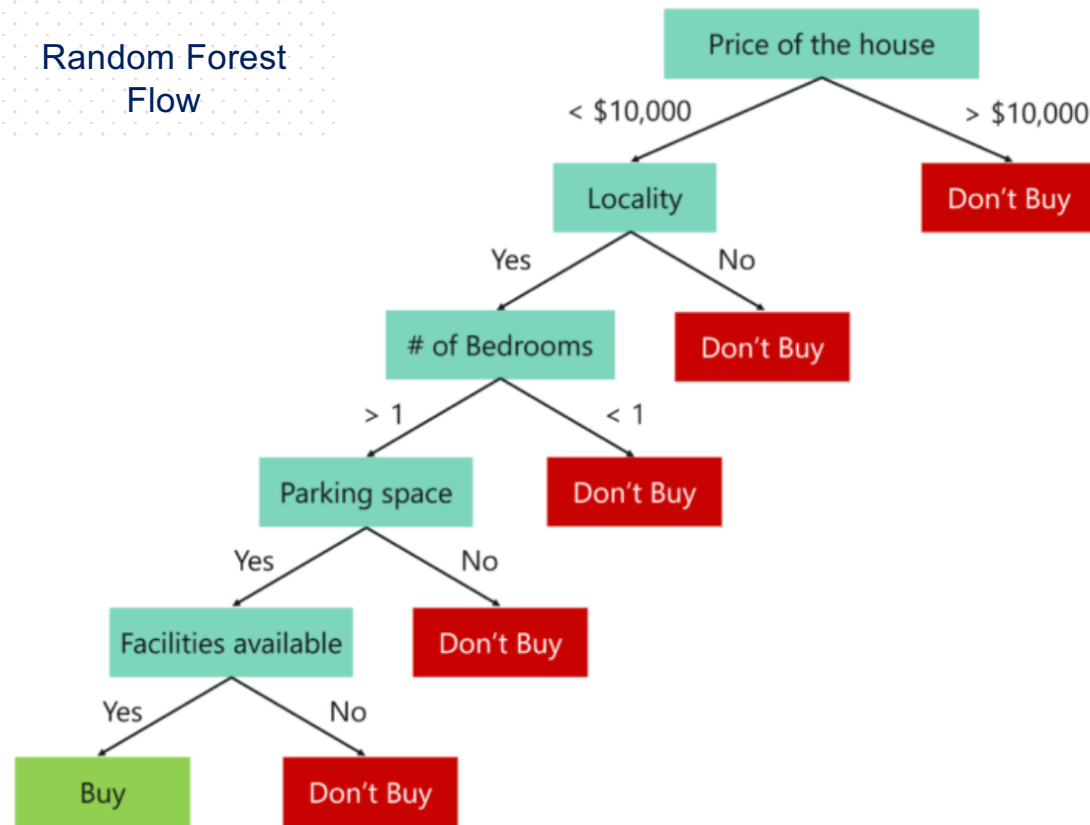 Random Forest
Flow
Price of the house
< $10,000
> $10,000
Locality
Don't Buy
Yes
No
# of Bedrooms
Don't Buy
> 1
< 1
Parking space
Don't Buy
Yes
No
Facilities available
Don't Buy
Yes
No
Buy
Don't Buy